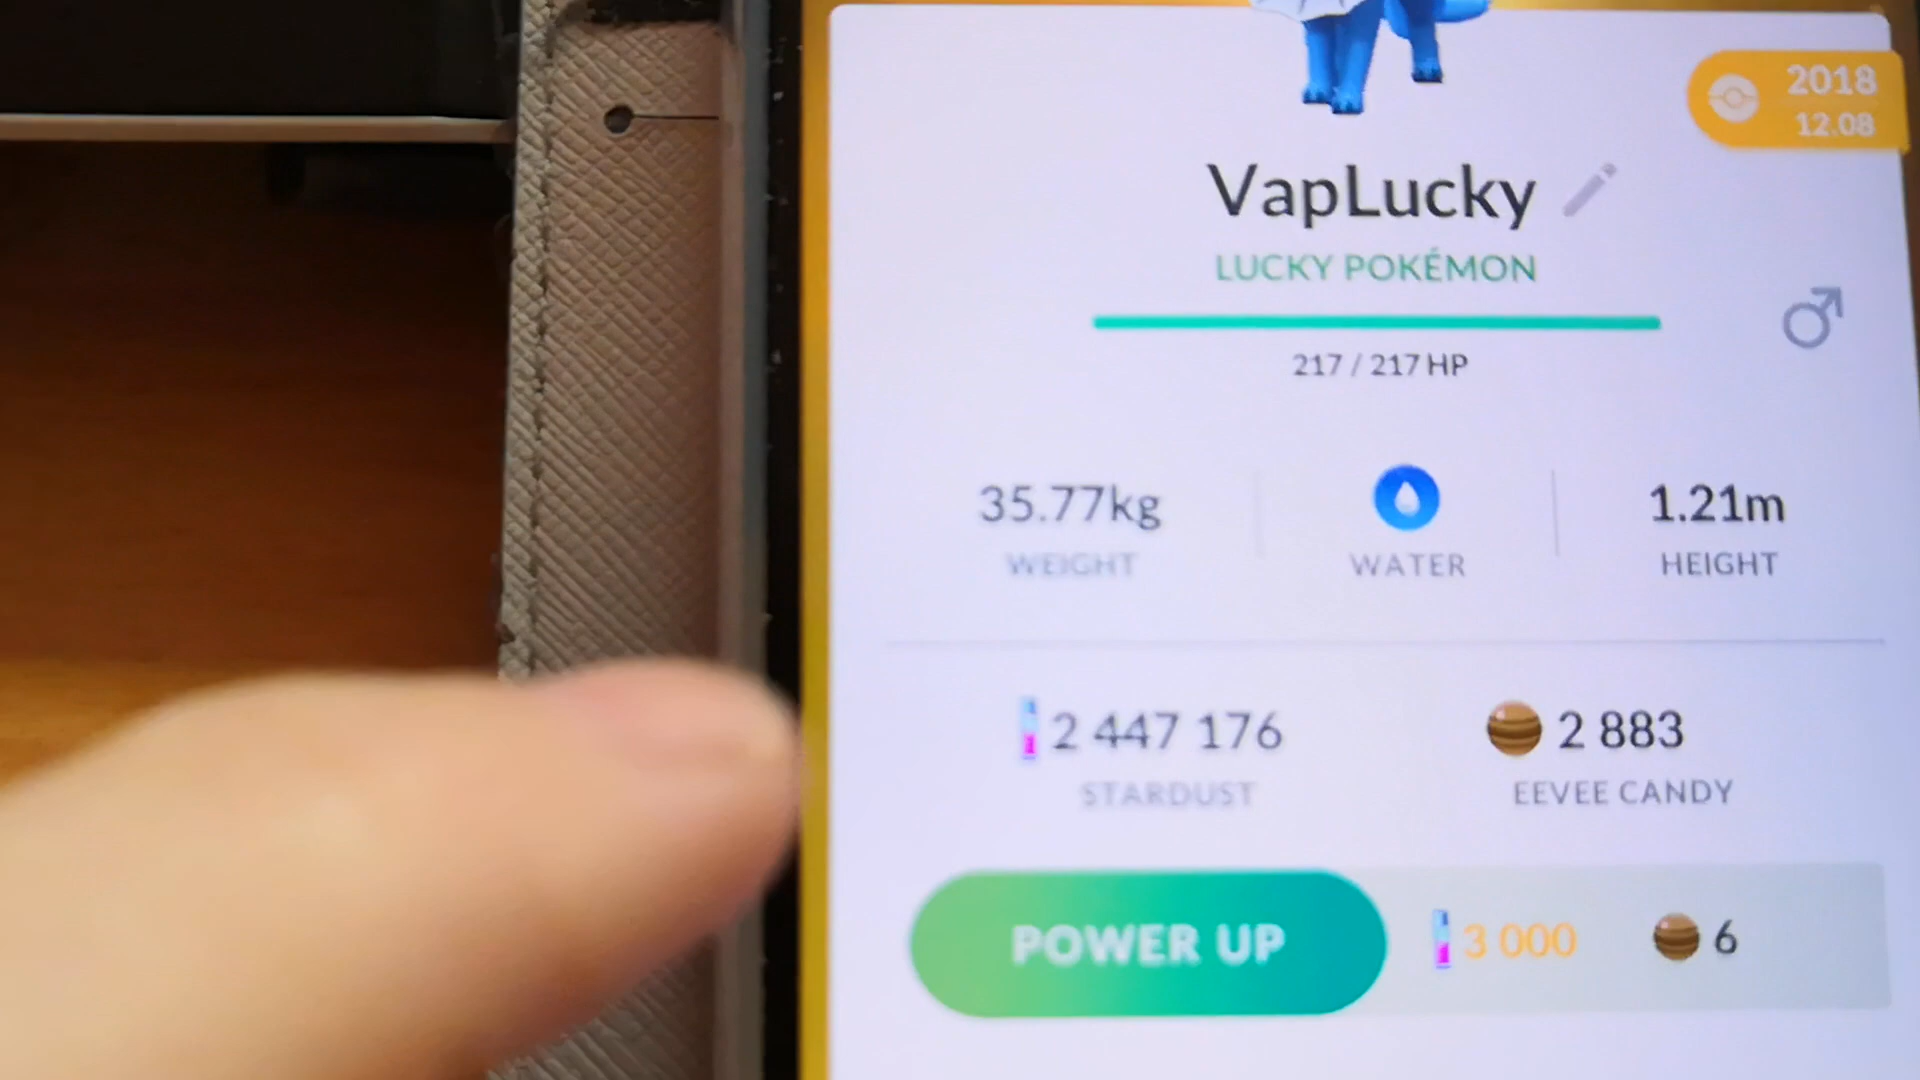 2018
12.08
VapLucky
LUCKY POKÉMON
217 / 217 HP
35.77kg
WEIGHT
WATER
1.21m
HEIGHT
2 447 176
STARDUST
2 883
EEVEE CANDY
POWER UP
3 000
6